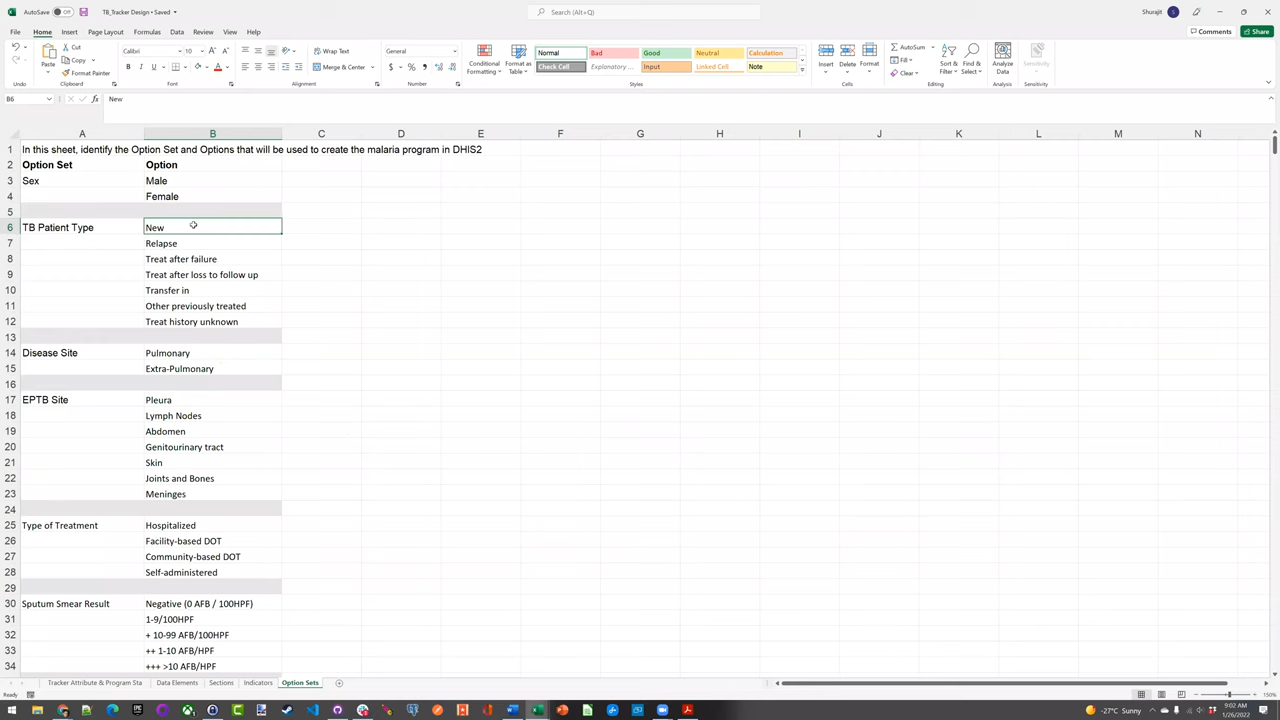 AutoSave Off TB_Tracker Design • Saved Search (Alt+Q) Shurajit S
File Home Insert Page Layout Formulas Data Review View Help Comments Share
Cut Calibri 10 Wrap Text General Normal Bad Good Neutral Calculation AutoSum
Paste Format Painter Merge & Center Conditional Formatting Format as Table Check Cell Explanatory ... Input Linked Cell Note Insert Delete Format Fill Clear Sort & Filter Find & Select Analyze Data Sensitivity
Undo Clipboard Font Alignment Number Styles Cells Editing Analysis Sensitivity
B6 fx New
A B C D E F G H I J K L M N
1 In this sheet, identify the Option Set and Options that will be used to create the malaria program in DHIS2
2 Option Set Option
3 Sex Male
4 Female
5
6 TB Patient Type New
7 Relapse
8 Treat after failure
9 Treat after loss to follow up
10 Transfer in
11 Other previously treated
12 Treat history unknown
13
14 Disease Site Pulmonary
15 Extra-Pulmonary
16
17 EPTB Site Pleura
18 Lymph Nodes
19 Abdomen
20 Genitourinary tract
21 Skin
22 Joints and Bones
23 Meninges
24
25 Type of Treatment Hospitalized
26 Facility-based DOT
27 Community-based DOT
28 Self-administered
29
30 Sputum Smear Result Negative (0 AFB / 100HPF)
31 1-9/100HPF
32 + 10-99 AFB/100HPF
33 ++ 1-10 AFB/HPF
34 +++ >10 AFB/HPF
Tracker Attribute & Program Sta Data Elements Sections Indicators Option Sets
Ready 150%
-27°C Sunny 9:02 AM
1/26/2022